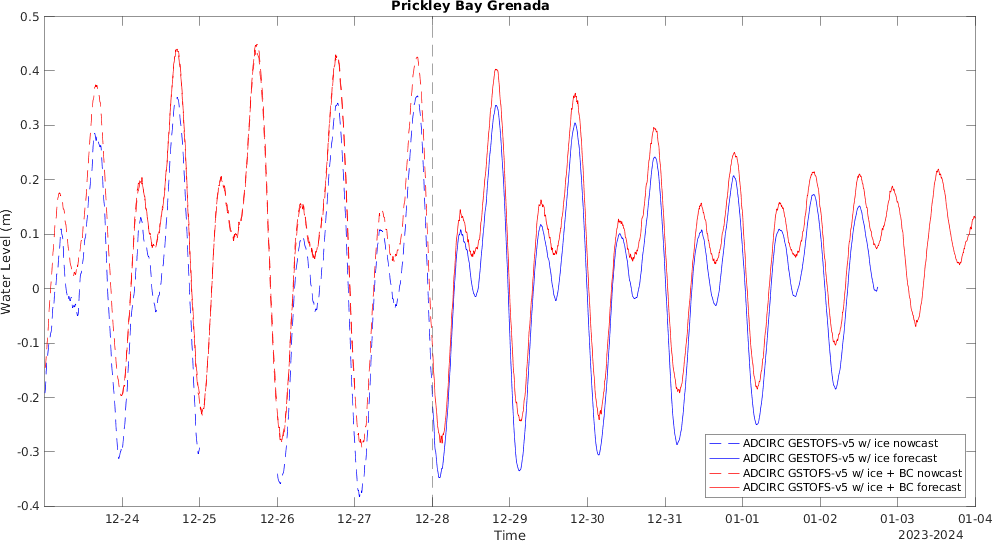 Prickley Bay Grenada
0.5
0.4
0.3
0.2
0.1
0
-0.1
-0.2
-0.3
-0.4
Water Level (m)
12-24 12-25 12-26 12-27 12-28 12-29 12-30 12-31 01-01 01-02 01-03 01-04
Time
2023-2024
ADCIRC GESTOFS-v5 w/ ice nowcast
ADCIRC GESTOFS-v5 w/ ice forecast
ADCIRC GSTOFS-v5 w/ ice + BC nowcast
ADCIRC GSTOFS-v5 w/ ice + BC forecast